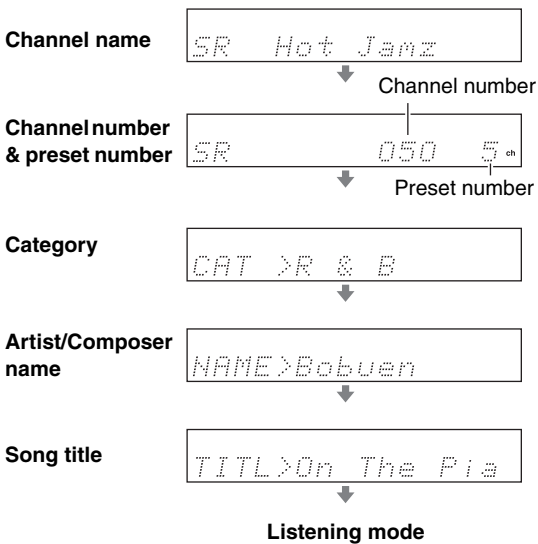 Channel name
SR Hot Jamz
Channel number
Channel number
& preset number
SR 050 5 ch
Preset number
Category
CAT >R & B
Artist/Composer
name
NAME>Bobuen
Song title
TITL>On The Pia
Listening mode